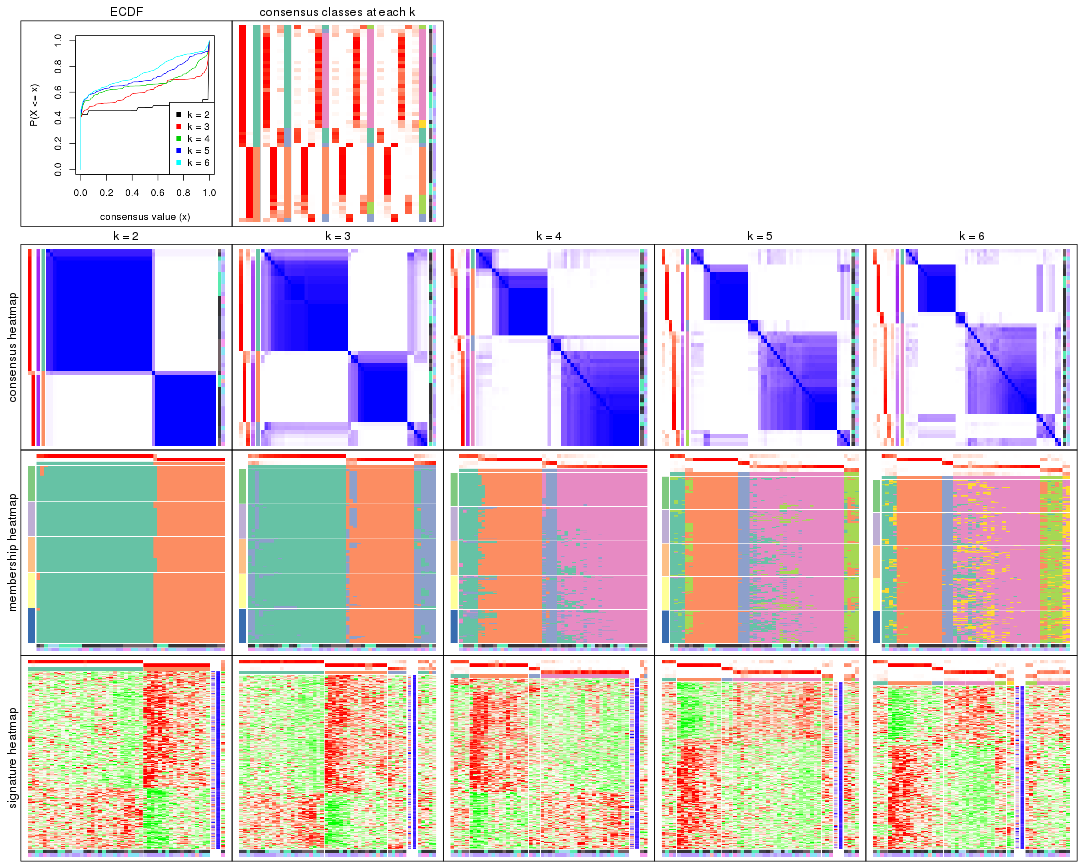 ECDF
consensus classes at each k
P(X <= x)
0.0 0.2 0.4 0.6 0.8 1.0
k = 2
k = 3
k = 4
k = 5
k = 6
0.0 0.2 0.4 0.6 0.8 1.0
consensus value (x)
k = 2
k = 3
k = 4
k = 5
k = 6
consensus heatmap
membership heatmap
signature heatmap